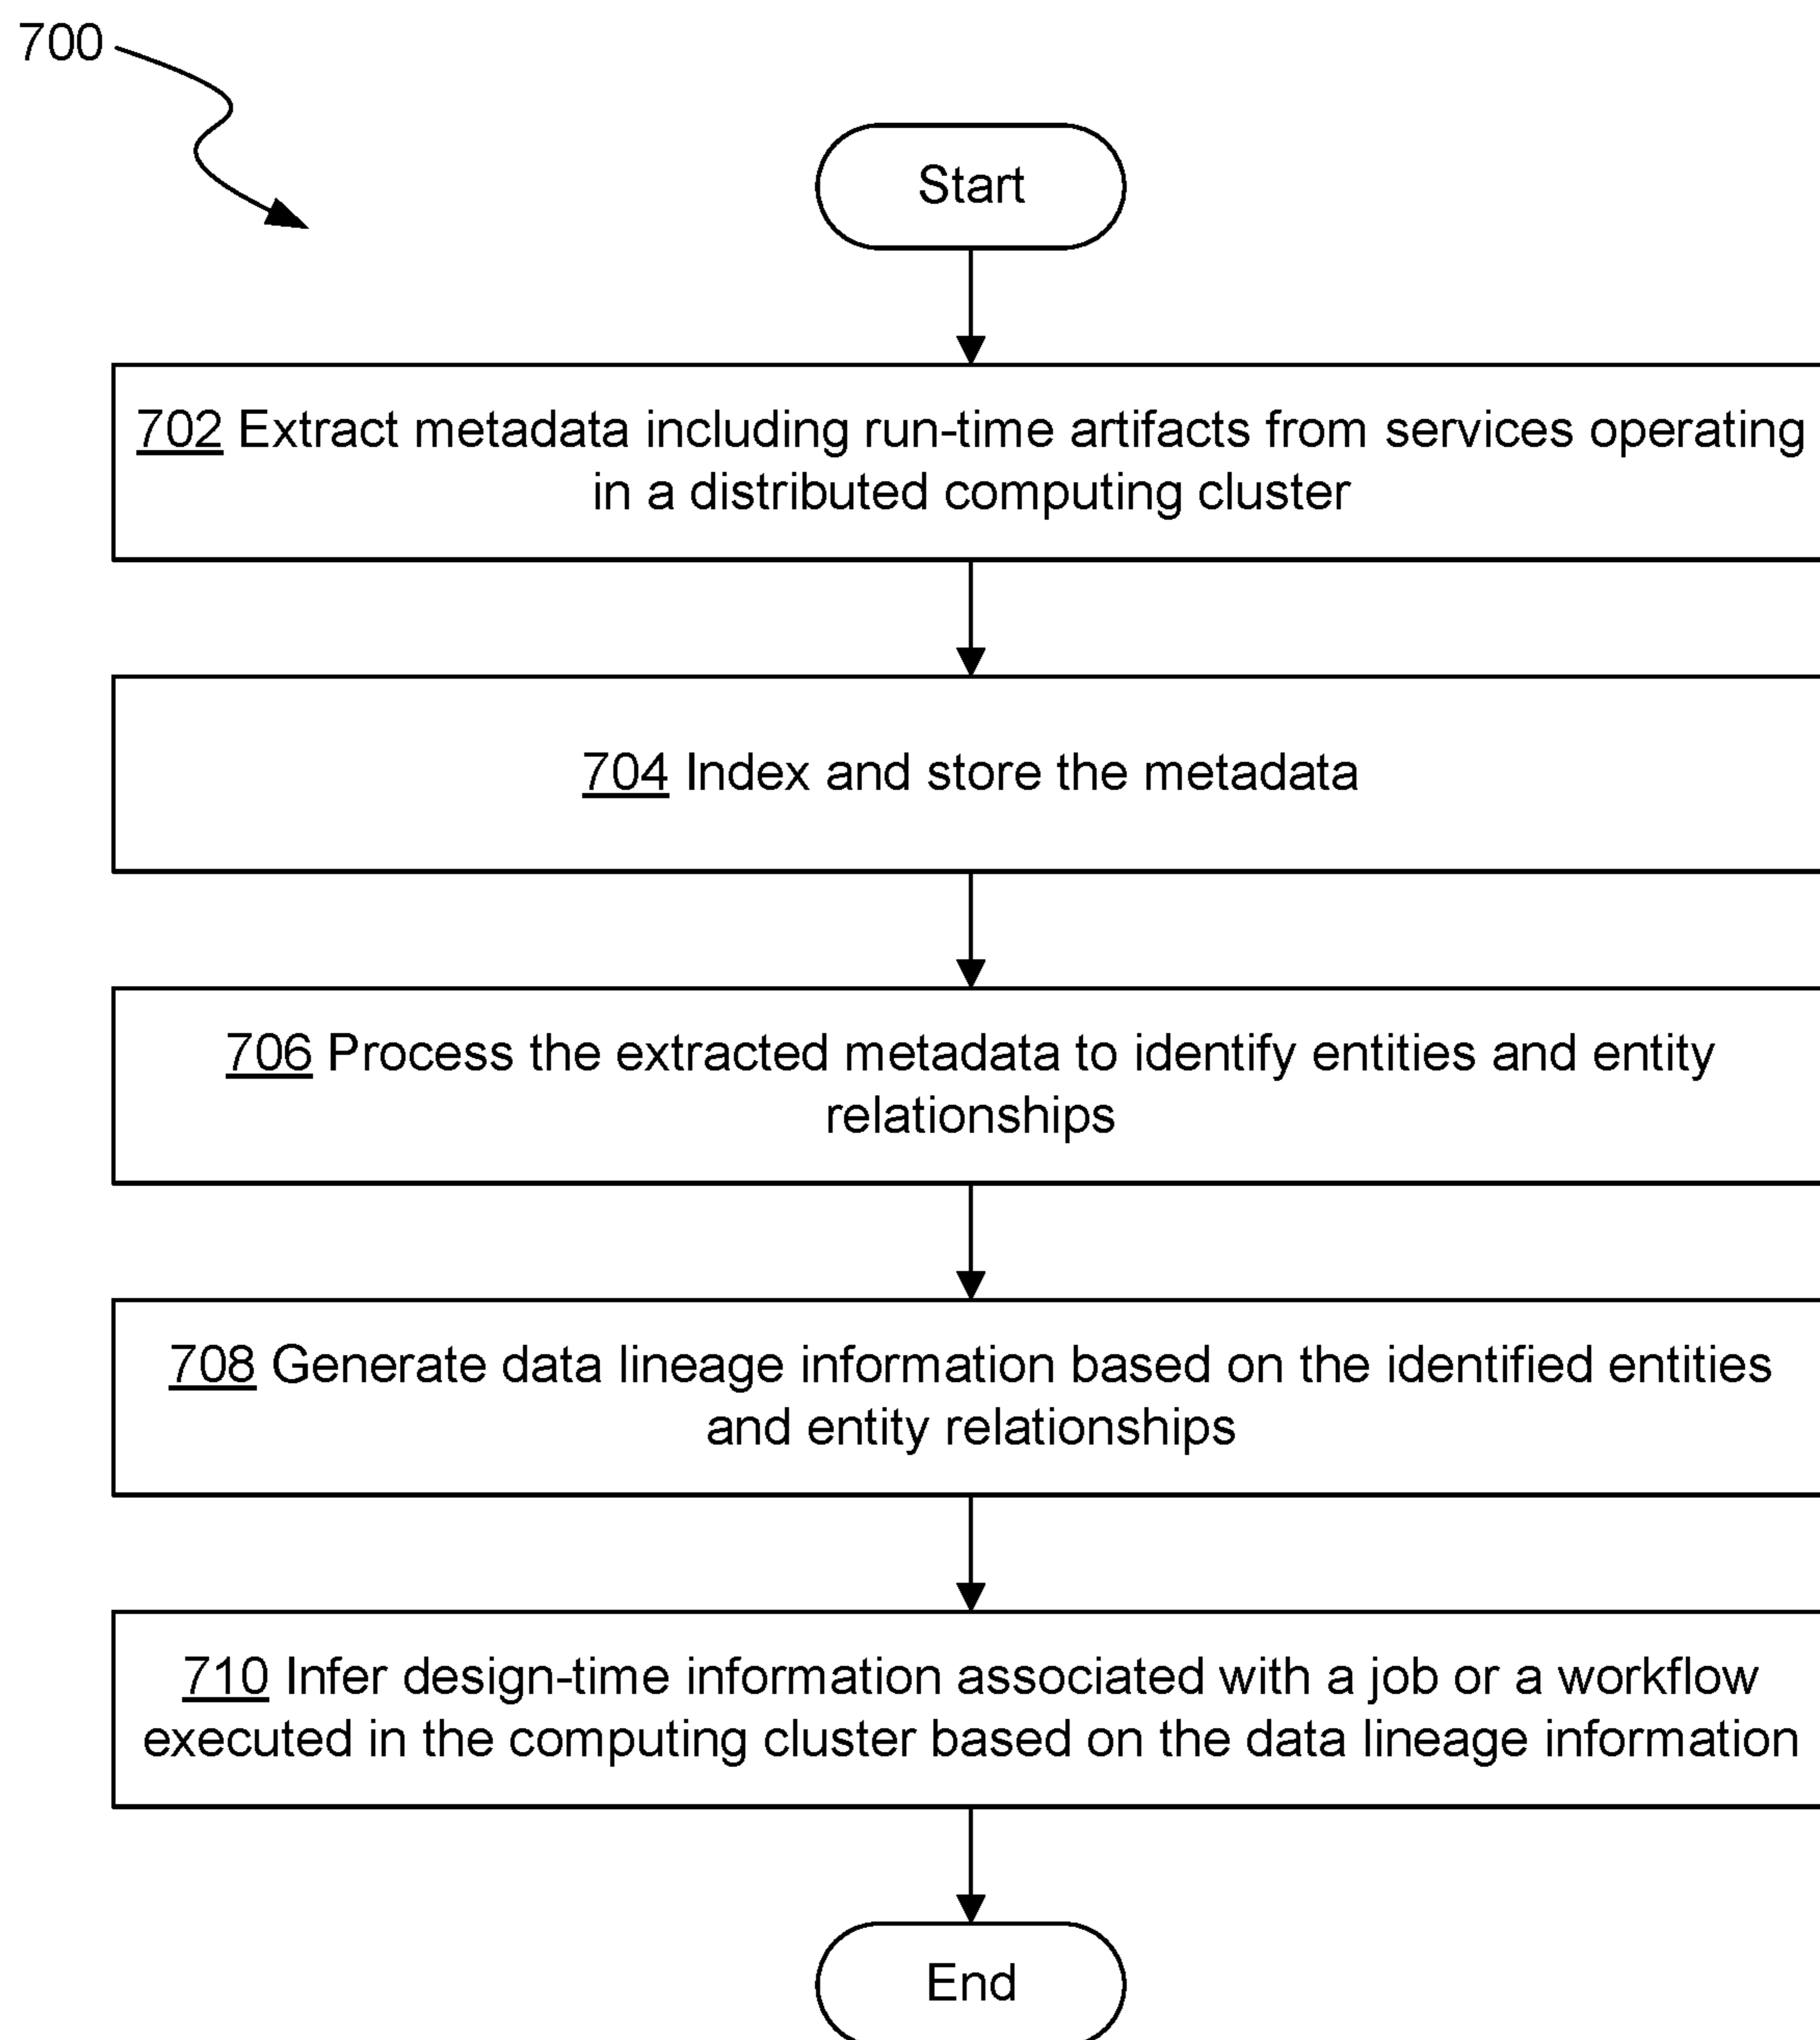 700
Start
702 Extract metadata including run-time artifacts from services operating
in a distributed computing cluster
704 Index and store the metadata
706 Process the extracted metadata to identify entities and entity
relationships
708 Generate data lineage information based on the identified entities
and entity relationships
710 Infer design-time information associated with a job or a workflow
executed in the computing cluster based on the data lineage information
End